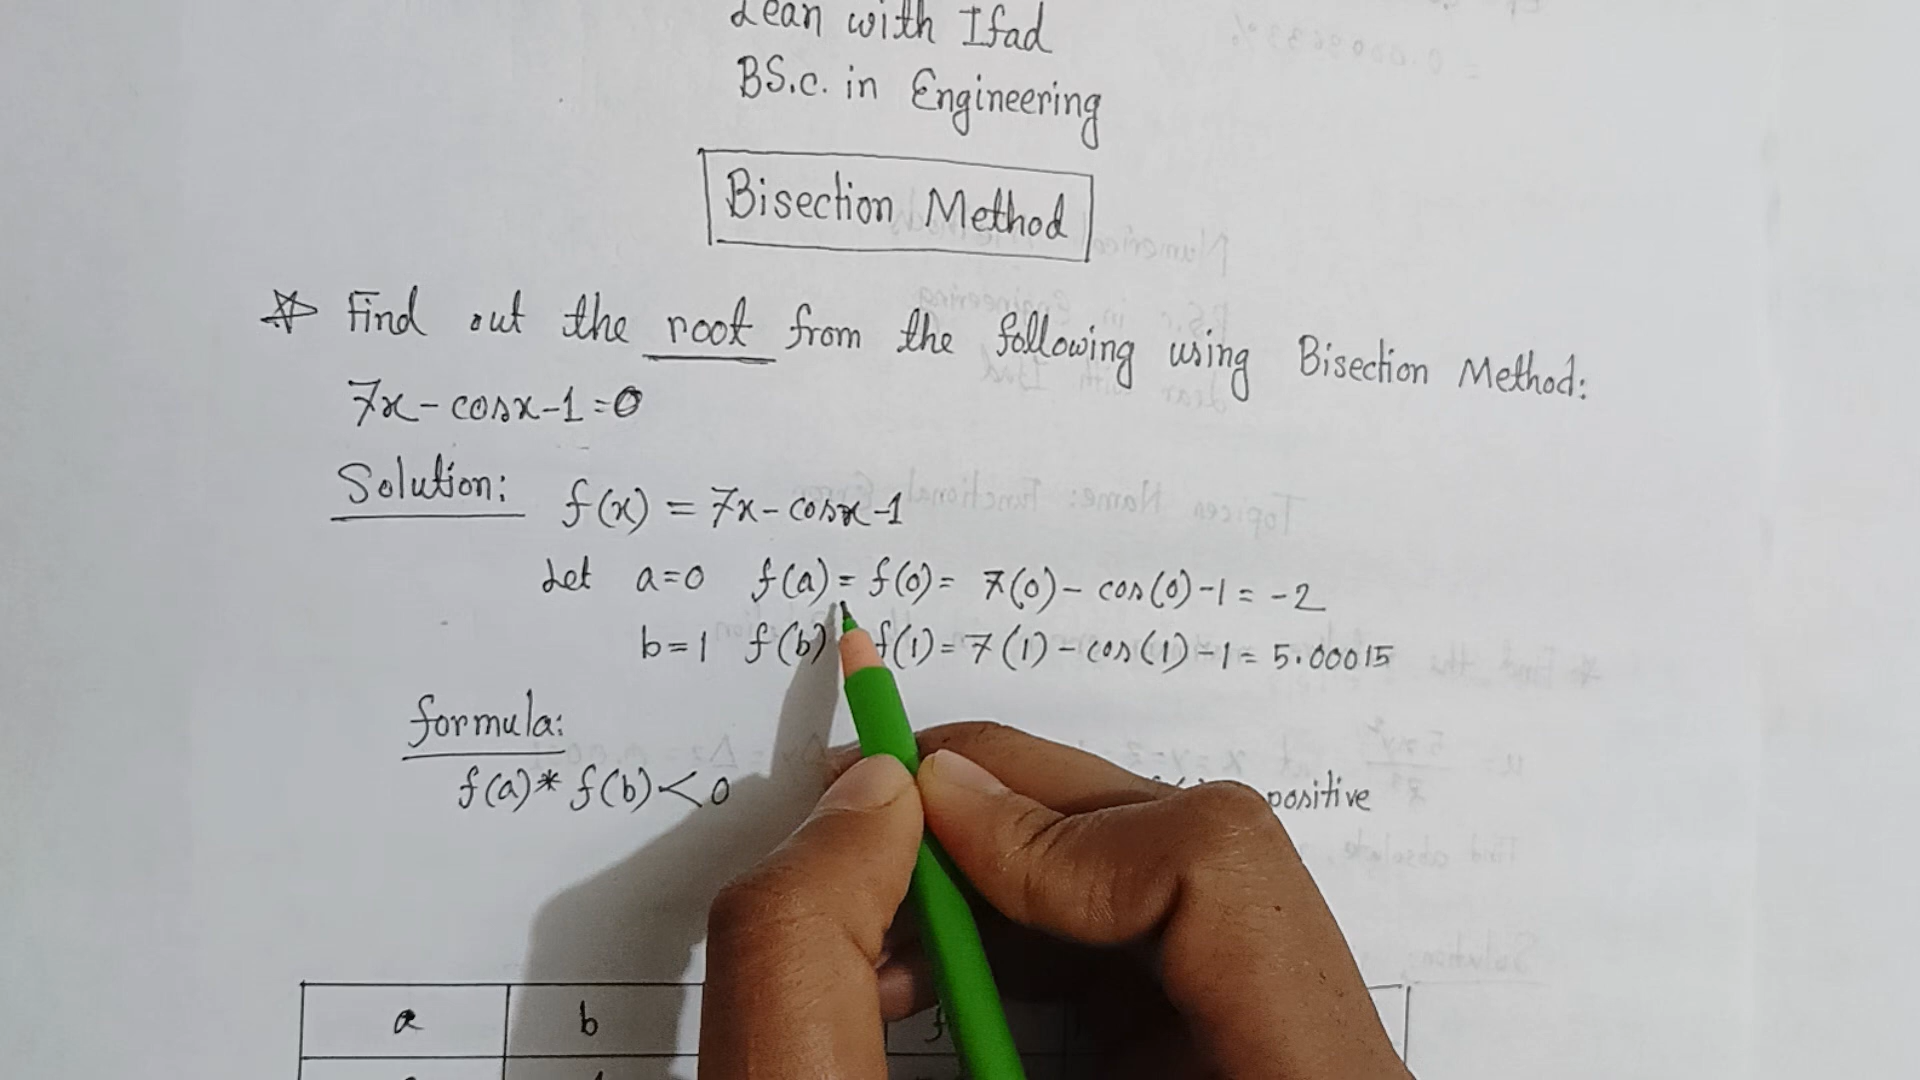 Lean with Ifad
BS.c. in Engineering
Bisection Method
Find out the root from the following using Bisection Method:
7x-cosx-1=0
Solution: f(x) = 7x-cosx-1
Let a=0 f(a) = f(0) = 7(0) - cos(0) -1 = -2
b=1 f(b) f(1) = 7(1) - cos(1) -1 = 5.00015
formula:
f(a)* f(b) < 0 positive
a b